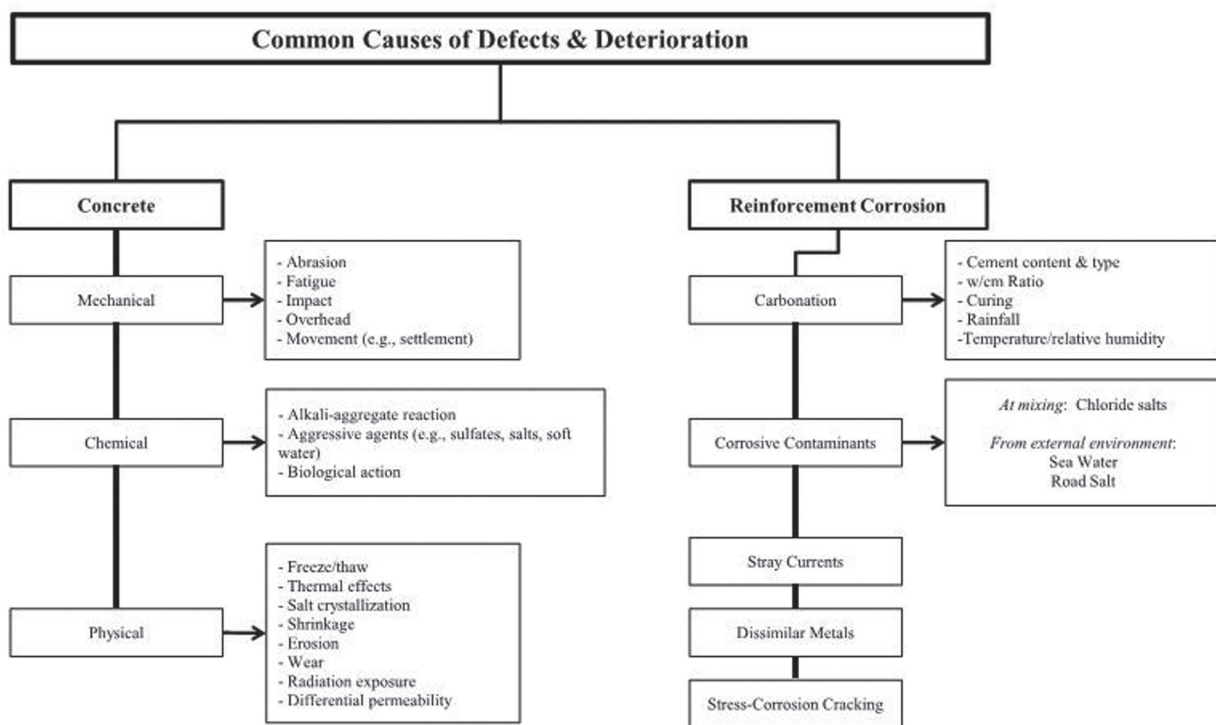 Common Causes of Defects & Deterioration
Concrete
Mechanical
- Abrasion
- Fatigue
- Impact
- Overhead
- Movement (e.g., settlement)
Chemical
- Alkali-aggregate reaction
- Aggressive agents (e.g., sulfates, salts, soft
water)
- Biological action
Physical
- Freeze/thaw
- Thermal effects
- Salt crystallization
- Shrinkage
- Erosion
- Wear
- Radiation exposure
- Differential permeability
Reinforcement Corrosion
Carbonation
- Cement content & type
- w/cm Ratio
- Curing
- Rainfall
-Temperature/relative humidity
Corrosive Contaminants
At mixing: Chloride salts
From external environment:
Sea Water
Road Salt
Stray Currents
Dissimilar Metals
Stress-Corrosion Cracking